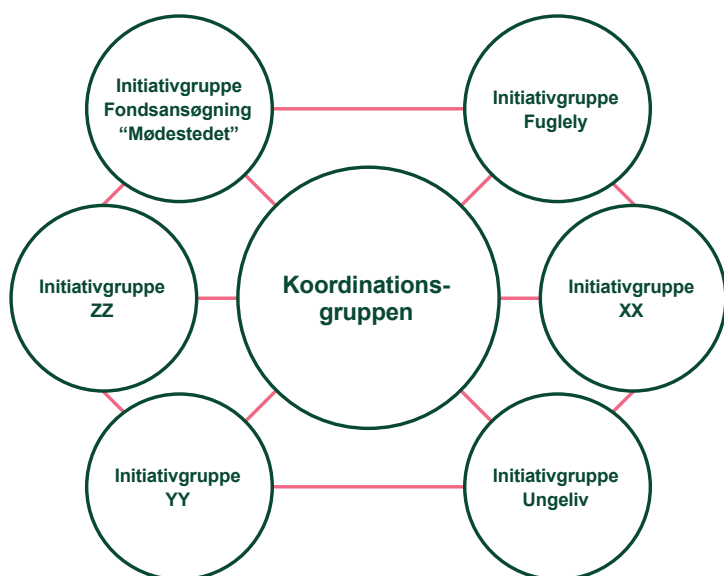 Initiativgruppe
Fondsansøgning
“Mødestedet”
Initiativgruppe
Fuglely
Initiativgruppe
ZZ
Koordinations-
gruppen
Initiativgruppe
XX
Initiativgruppe
YY
Initiativgruppe
Ungeliv